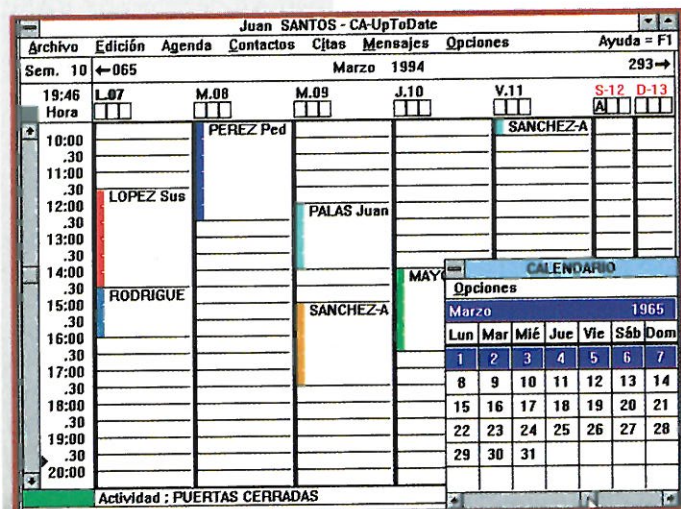 Juan SANTOS - CA-UpToDate
Archivo Edición Agenda Contactos Citas Mensajes Opciones Ayuda = F1
Sem. 10 ←065 Marzo 1994 293→
19:46 L.07 M.08 M.09 J.10 V.11 S-12 D-13
Hora A
PEREZ Ped SANCHEZ-A
10:00
.30
11:00
.30 LOPEZ Sus
12:00 PALAS Juan
.30
13:00
.30
14:00 MAYO
.30 RODRIGUE
15:00 SANCHEZ-A
.30
16:00
.30
17:00
.30
18:00
.30
19:00
.30
20:00
Actividad : PUERTAS CERRADAS
CALENDARIO
Opciones
Marzo 1965
Lun Mar Mié Jue Vie Sáb Dom
1 2 3 4 5 6 7
8 9 10 11 12 13 14
15 16 17 18 19 20 21
22 23 24 25 26 27 28
29 30 31